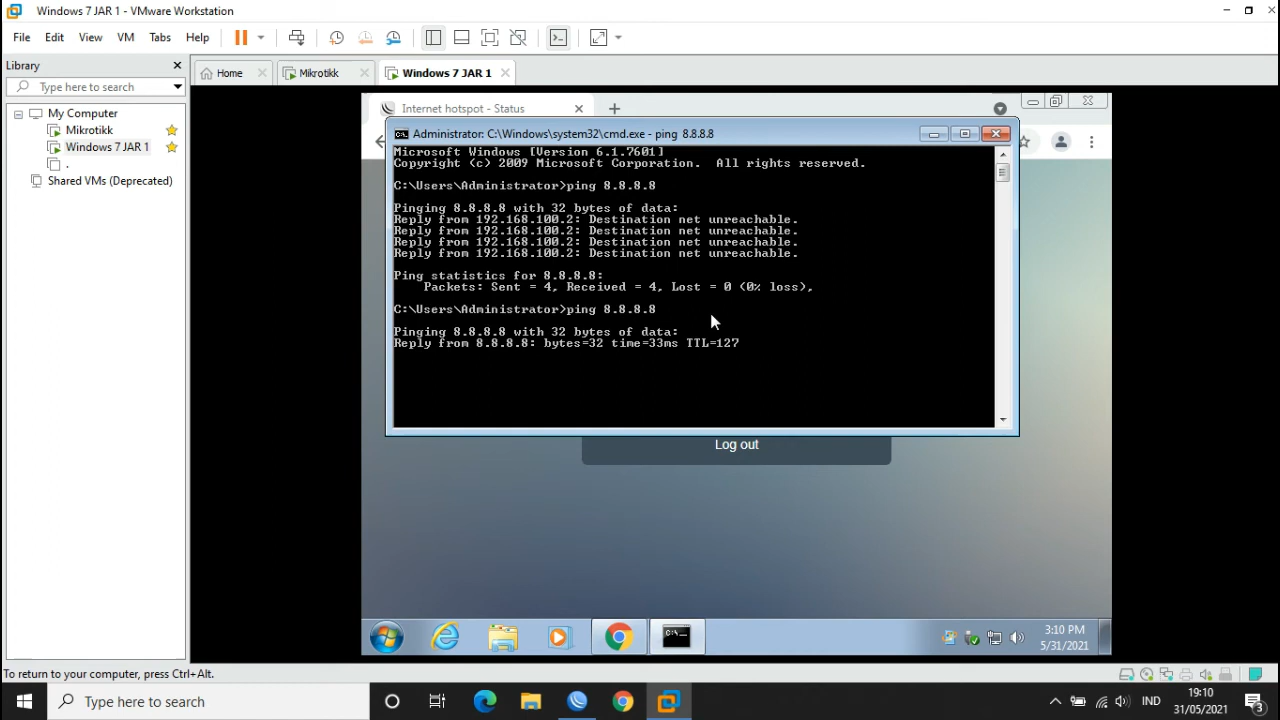 Windows 7 JAR 1 - VMware Workstation
File Edit View VM Tabs Help
Library
Type here to search
My Computer
Mikrotikk
Windows 7 JAR 1
.
Shared VMs (Deprecated)
Home
Mikrotikk
Windows 7 JAR 1
Internet hotspot - Status
Administrator: C:\Windows\system32\cmd.exe - ping 8.8.8.8
Microsoft Windows [Version 6.1.7601]
Copyright (c) 2009 Microsoft Corporation. All rights reserved.
C:\Users\Administrator>ping 8.8.8.8
Pinging 8.8.8.8 with 32 bytes of data:
Reply from 192.168.100.2: Destination net unreachable.
Reply from 192.168.100.2: Destination net unreachable.
Reply from 192.168.100.2: Destination net unreachable.
Reply from 192.168.100.2: Destination net unreachable.
Ping statistics for 8.8.8.8:
Packets: Sent = 4, Received = 4, Lost = 0 (0% loss),
C:\Users\Administrator>ping 8.8.8.8
Pinging 8.8.8.8 with 32 bytes of data:
Reply from 8.8.8.8: bytes=32 time=33ms TTL=127
Log out
3:10 PM
5/31/2021
To return to your computer, press Ctrl+Alt.
Type here to search
IND
19:10
31/05/2021
3